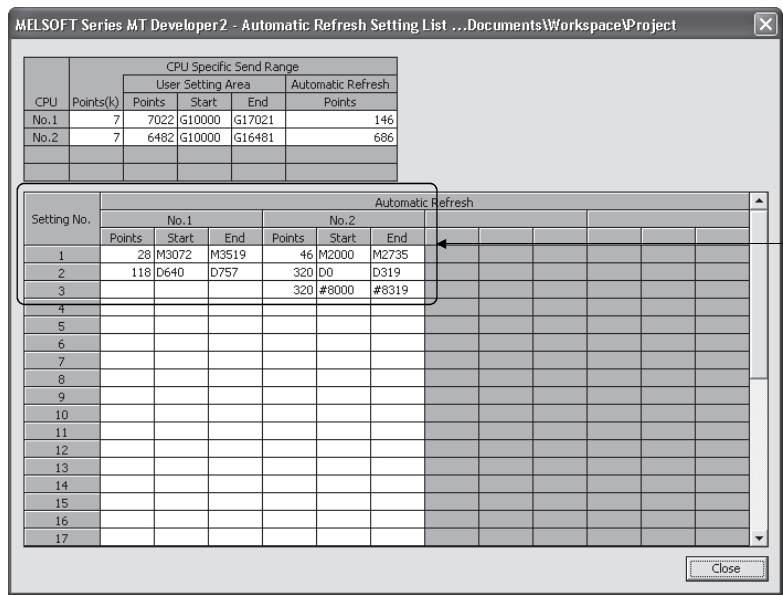 MELSOFT Series MT Developer2 - Automatic Refresh Setting List ...Documents\Workspace\Project
CPU Specific Send Range
User Setting Area Automatic Refresh
CPU Points(k) Points Start End Points
No.1 7 7022 G10000 G17021 146
No.2 7 6482 G10000 G16481 686
Automatic Refresh
Setting No. No.1 No.2
Points Start End Points Start End
1 28 M3072 M3519 46 M2000 M2735
2 118 D640 D757 320 D0 D319
3 320 #8000 #8319
4
5
6
7
8
9
10
11
12
13
14
15
16
17
Close